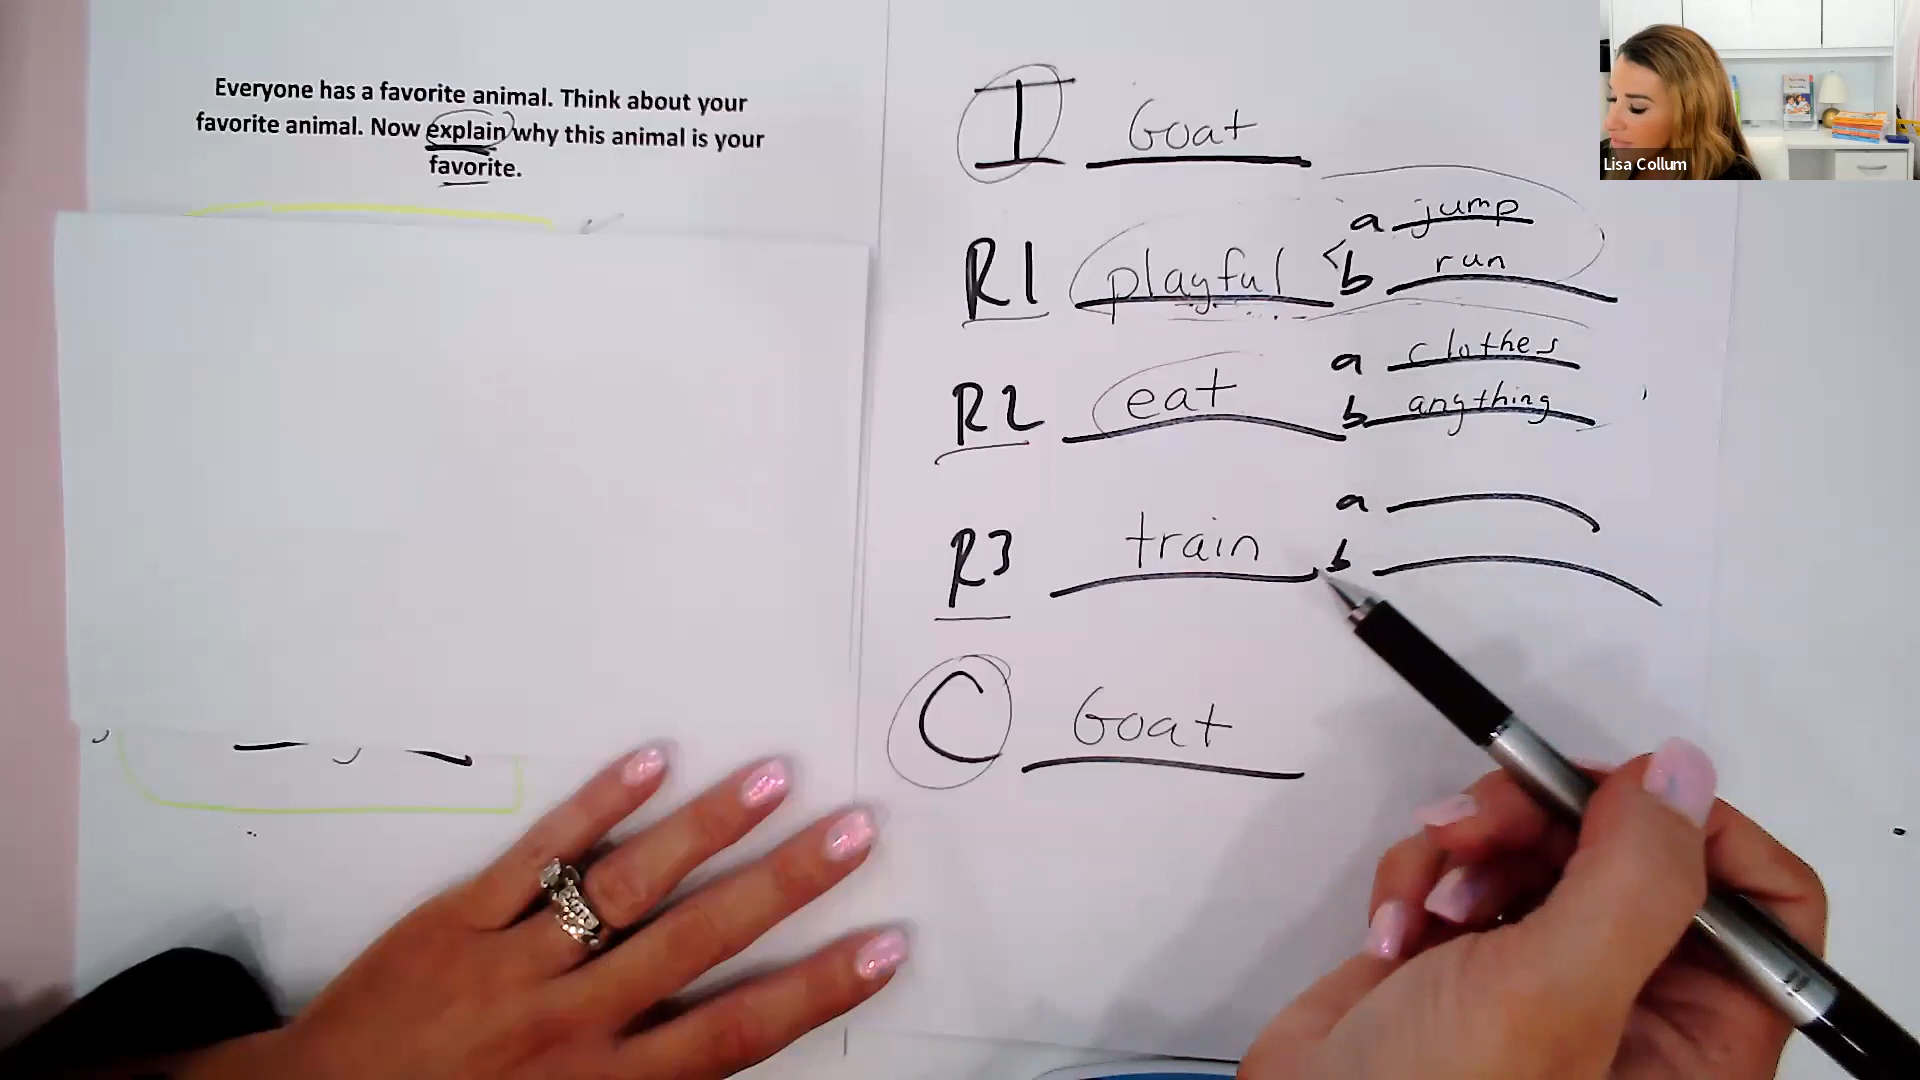 Everyone has a favorite animal. Think about your
favorite animal. Now explain why this animal is your
favorite.
I Goat
R1 playful
a jump
b run
R2 eat
a clothes
b anything
R3 train
a
b
C Goat
Lisa Collum